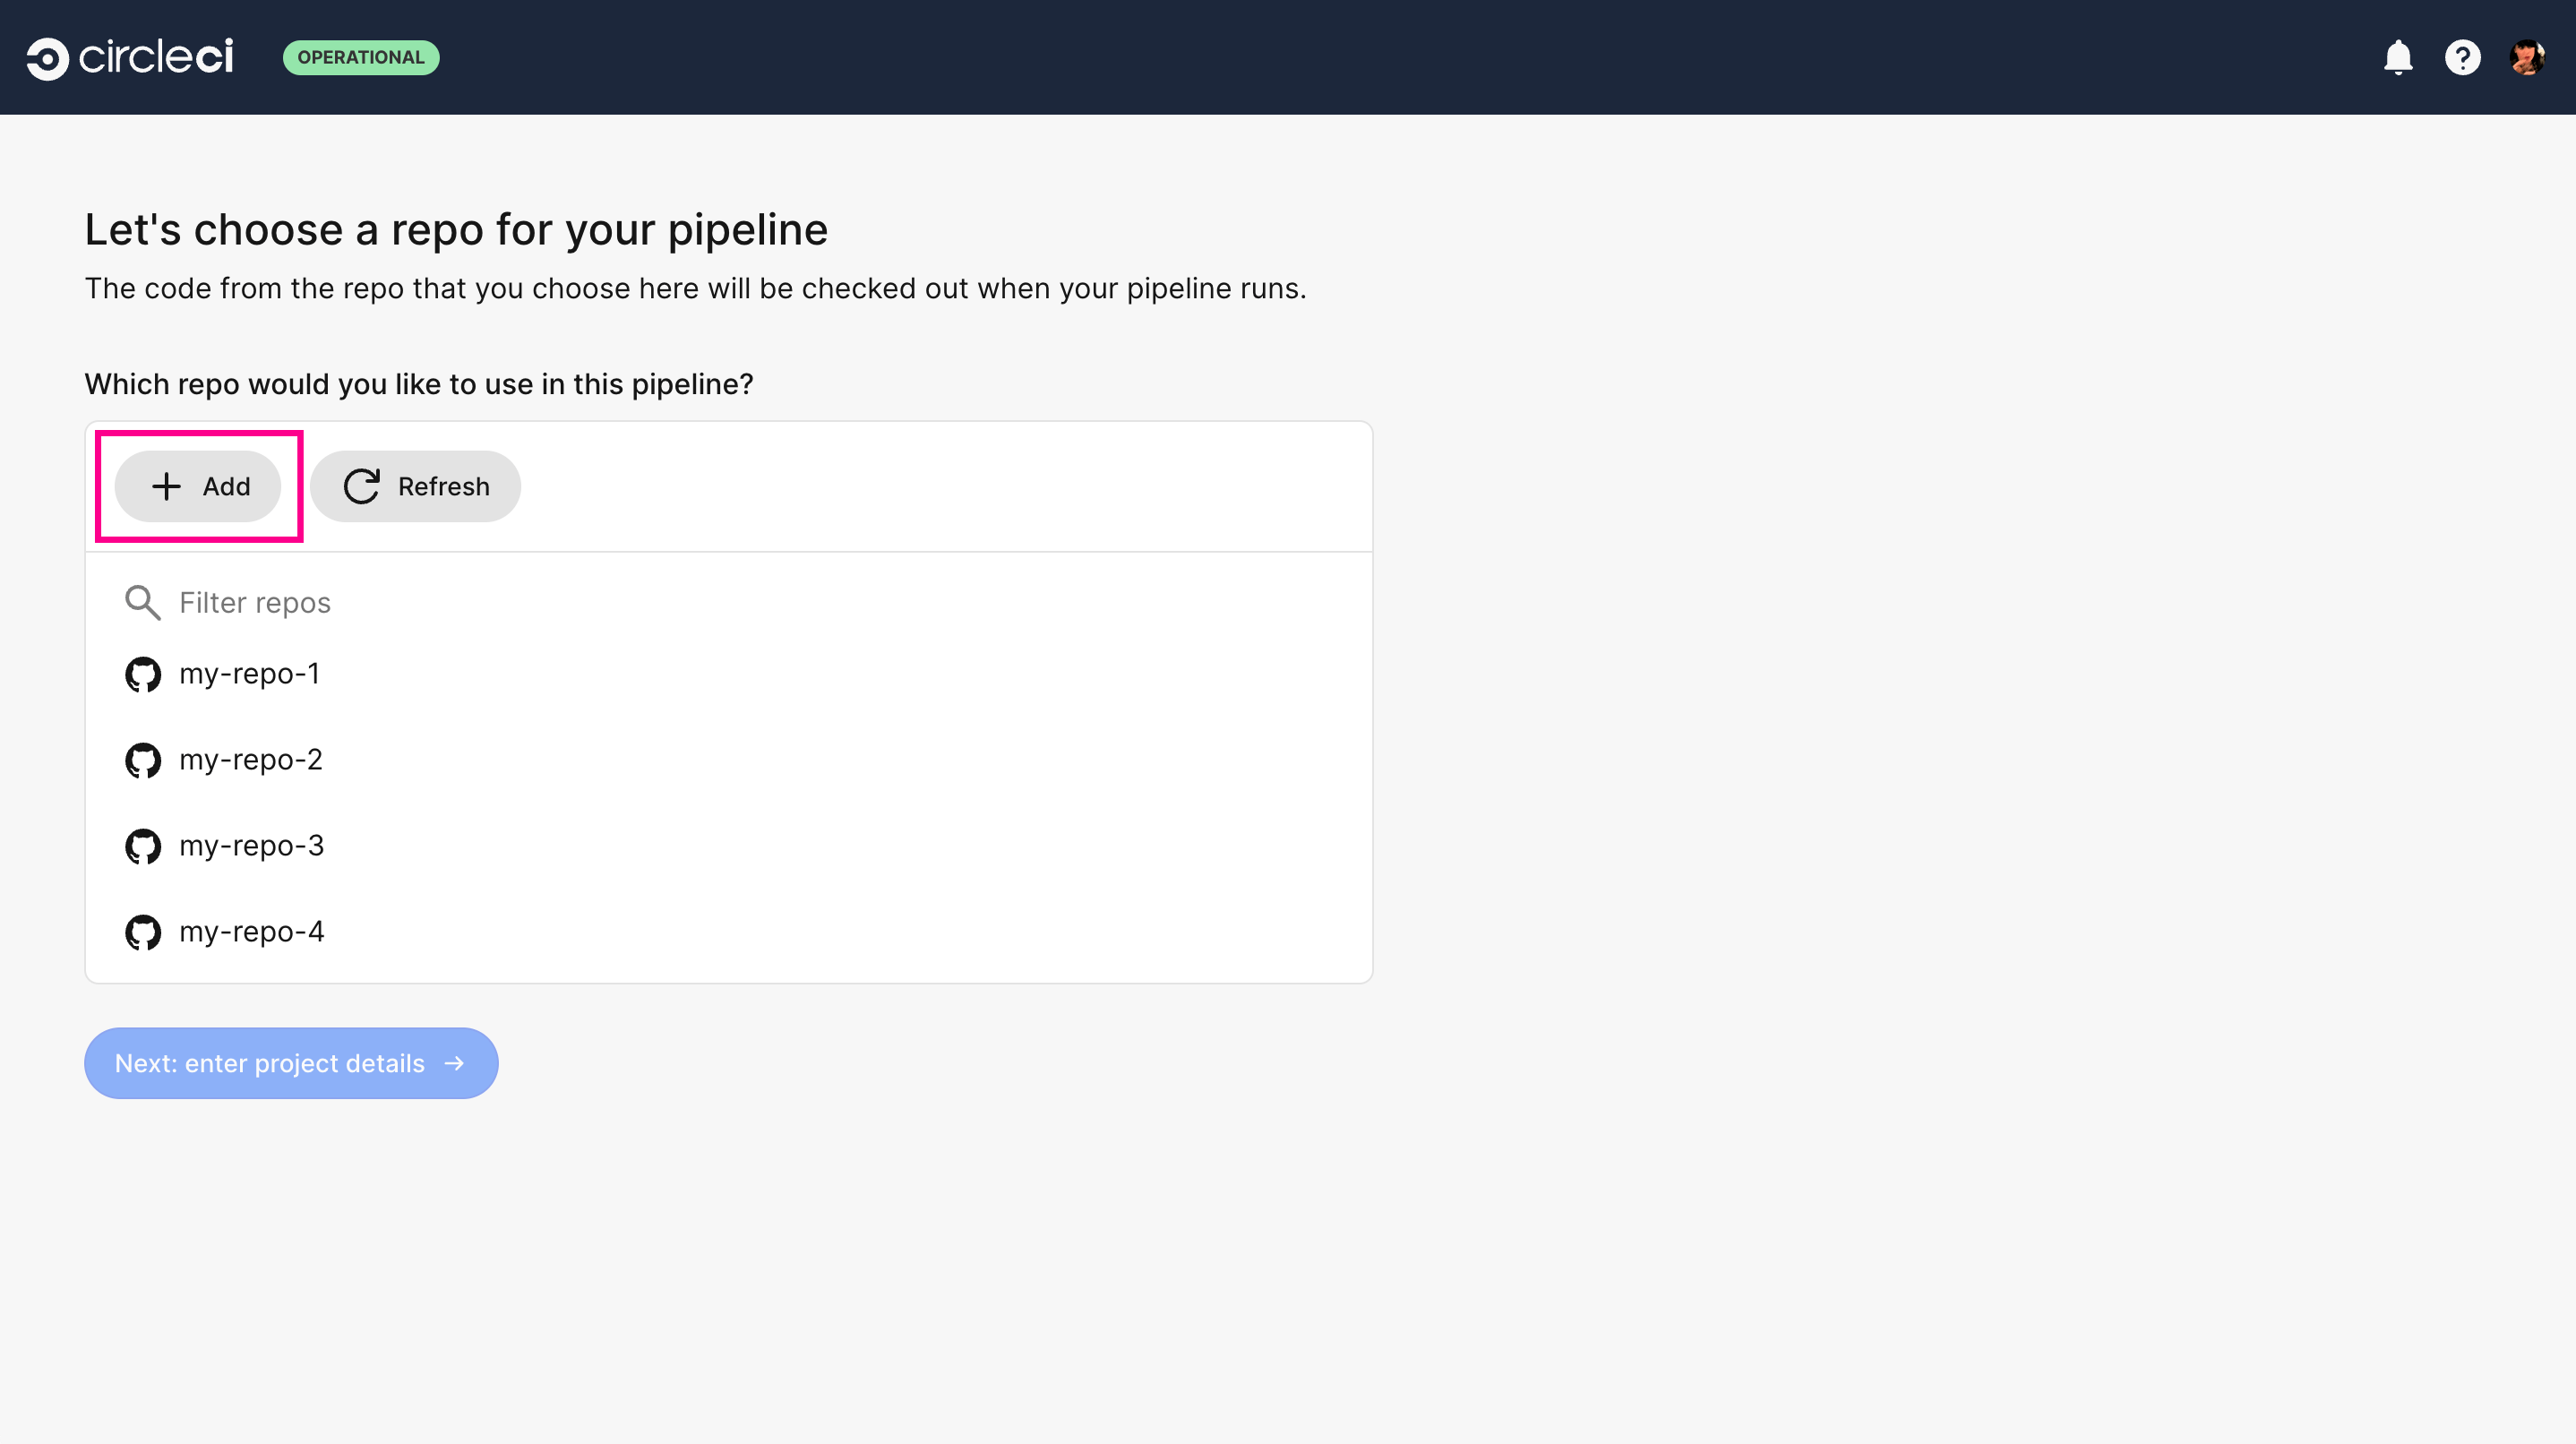 circleci OPERATIONAL
Let's choose a repo for your pipeline
The code from the repo that you choose here will be checked out when your pipeline runs.
Which repo would you like to use in this pipeline?
Add Refresh
Filter repos
my-repo-1
my-repo-2
my-repo-3
my-repo-4
Next: enter project details →